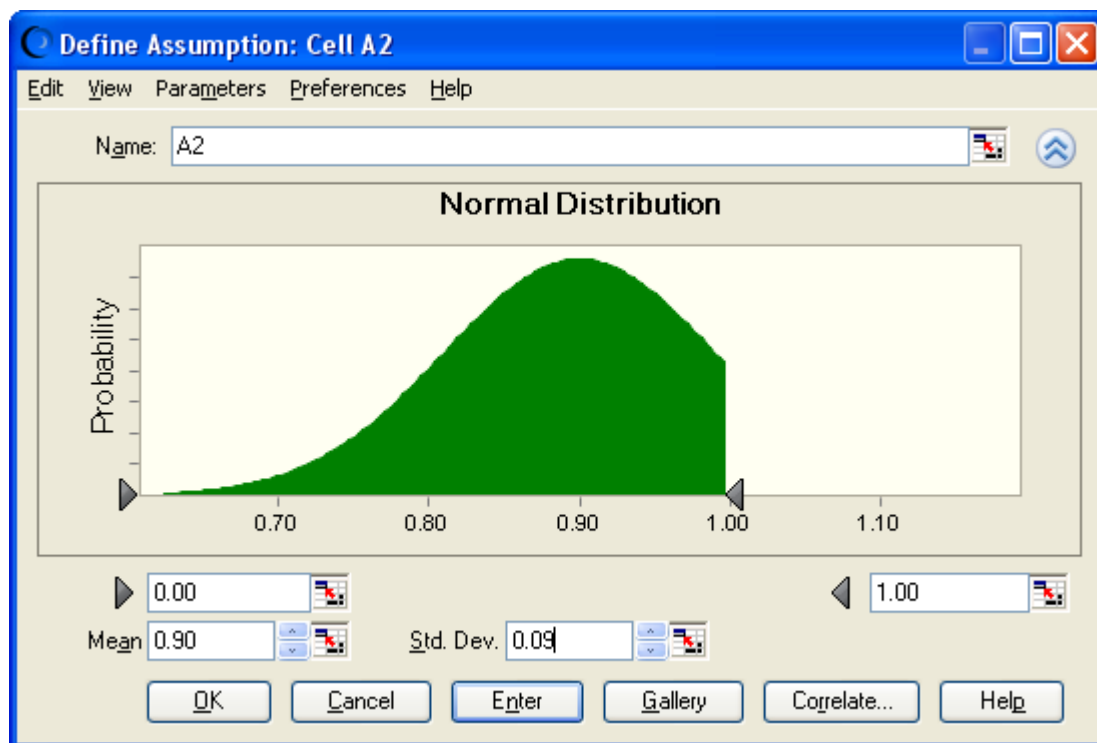 Define Assumption: Cell A2
Edit View Parameters Preferences Help
Name: A2
Normal Distribution
Probability
0.70 0.80 0.90 1.00 1.10
0.00 1.00
Mean 0.90 Std. Dev. 0.09
OK Cancel Enter Gallery Correlate... Help